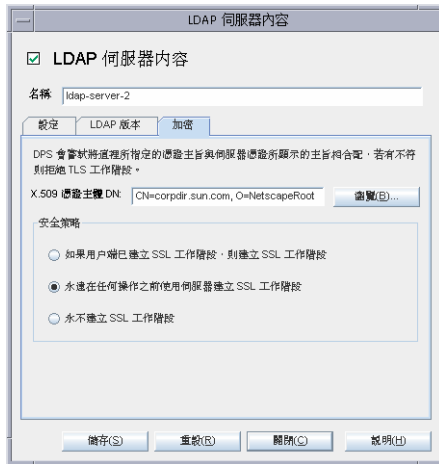 LDAP 伺服器內容
LDAP 伺服器內容
名稱: ldap-server-2
設定 LDAP 版本 加密
DPS 會嘗試將這裡所指定的憑證主旨與伺服器憑證所顯示的主旨相合配，若有不符
則拒絕 TLS 工作階段。
X.509 憑證主體 DN: CN=corpdir.sun.com, O=NetscapeRoot 瀏覽(B)...
安全策略
如果用戶端已建立 SSL 工作階段，則建立 SSL 工作階段
永遠在任何操作之前使用伺服器建立 SSL 工作階段
永不建立 SSL 工作階段
儲存(S) 重設(R) 關閉(C) 說明(H)